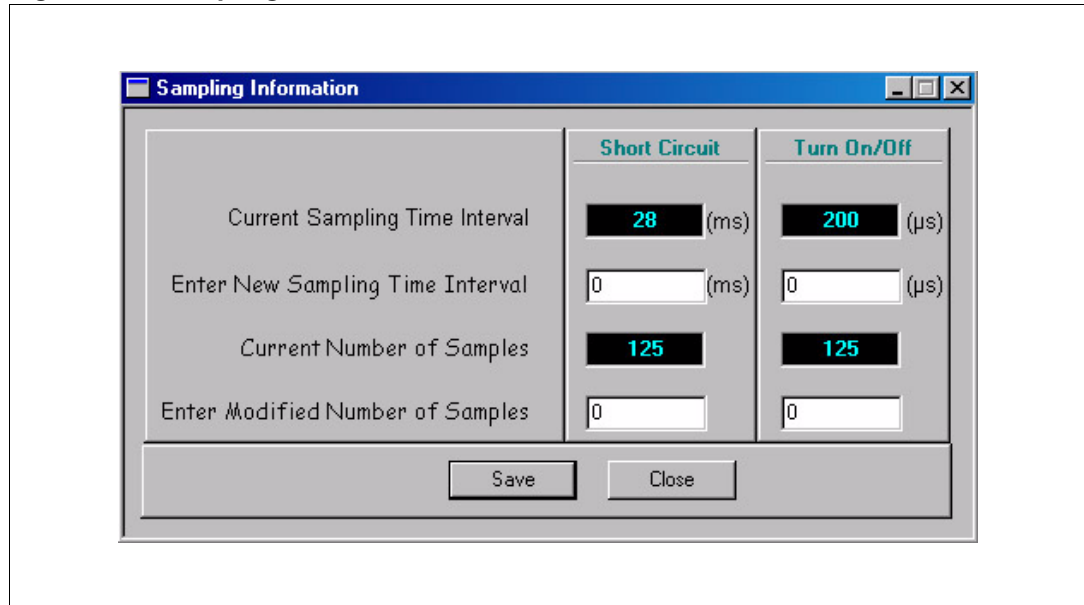 Sampling Information
Short Circuit Turn On/Off
Current Sampling Time Interval 28 (ms) 200 (µs)
Enter New Sampling Time Interval 0 (ms) 0 (µs)
Current Number of Samples 125 125
Enter Modified Number of Samples 0 0
Save Close